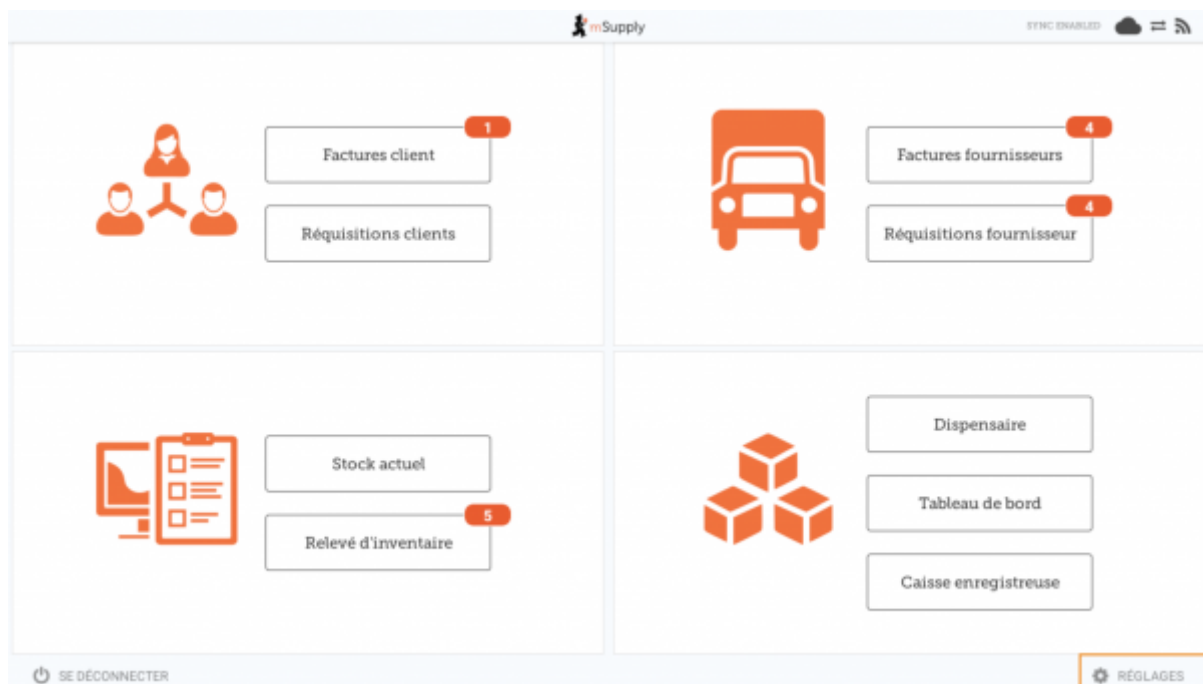 mSupply
SYNC ENABLED
1
Factures client
Réquisitions clients
4
Factures fournisseurs
4
Réquisitions fournisseur
Stock actuel
5
Relevé d'inventaire
Dispensaire
Tableau de bord
Caisse enregistreuse
SE DÉCONNECTER
RÉGLAGES